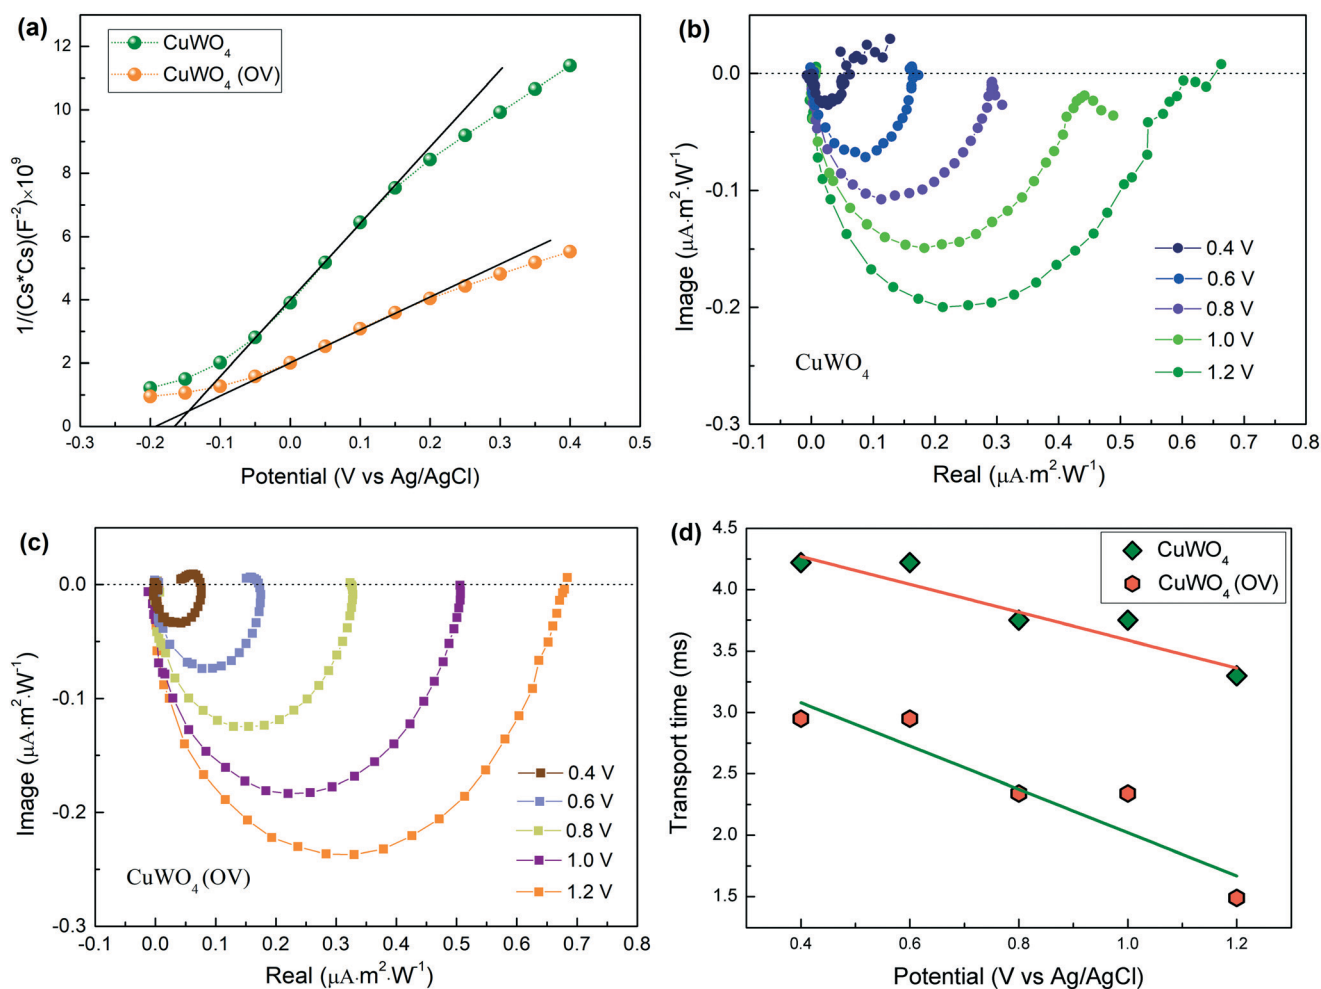 (a)
CuWO4
CuWO4 (OV)
12
10
8
6
4
2
0
-0.3 -0.2 -0.1 0.0 0.1 0.2 0.3 0.4 0.5
1/(Cs*Cs)(F-2)×109
Potential (V vs Ag/AgCl)
(b)
0.0
-0.1
-0.2
-0.3
0.0 0.1 0.2 0.3 0.4 0.5 0.6 0.7 0.8
Image (μA·m2·W-1)
Real (μA·m2·W-1)
CuWO4
0.4 V
0.6 V
0.8 V
1.0 V
1.2 V
(c)
0.0
-0.1
-0.2
-0.3
-0.1 0.0 0.1 0.2 0.3 0.4 0.5 0.6 0.7 0.8
Image (μA·m2·W-1)
Real (μA·m2·W-1)
CuWO4 (OV)
0.4 V
0.6 V
0.8 V
1.0 V
1.2 V
(d)
CuWO4
CuWO4 (OV)
4.5
4.0
3.5
3.0
2.5
2.0
1.5
0.4 0.6 0.8 1.0 1.2
Transport time (ms)
Potential (V vs Ag/AgCl)